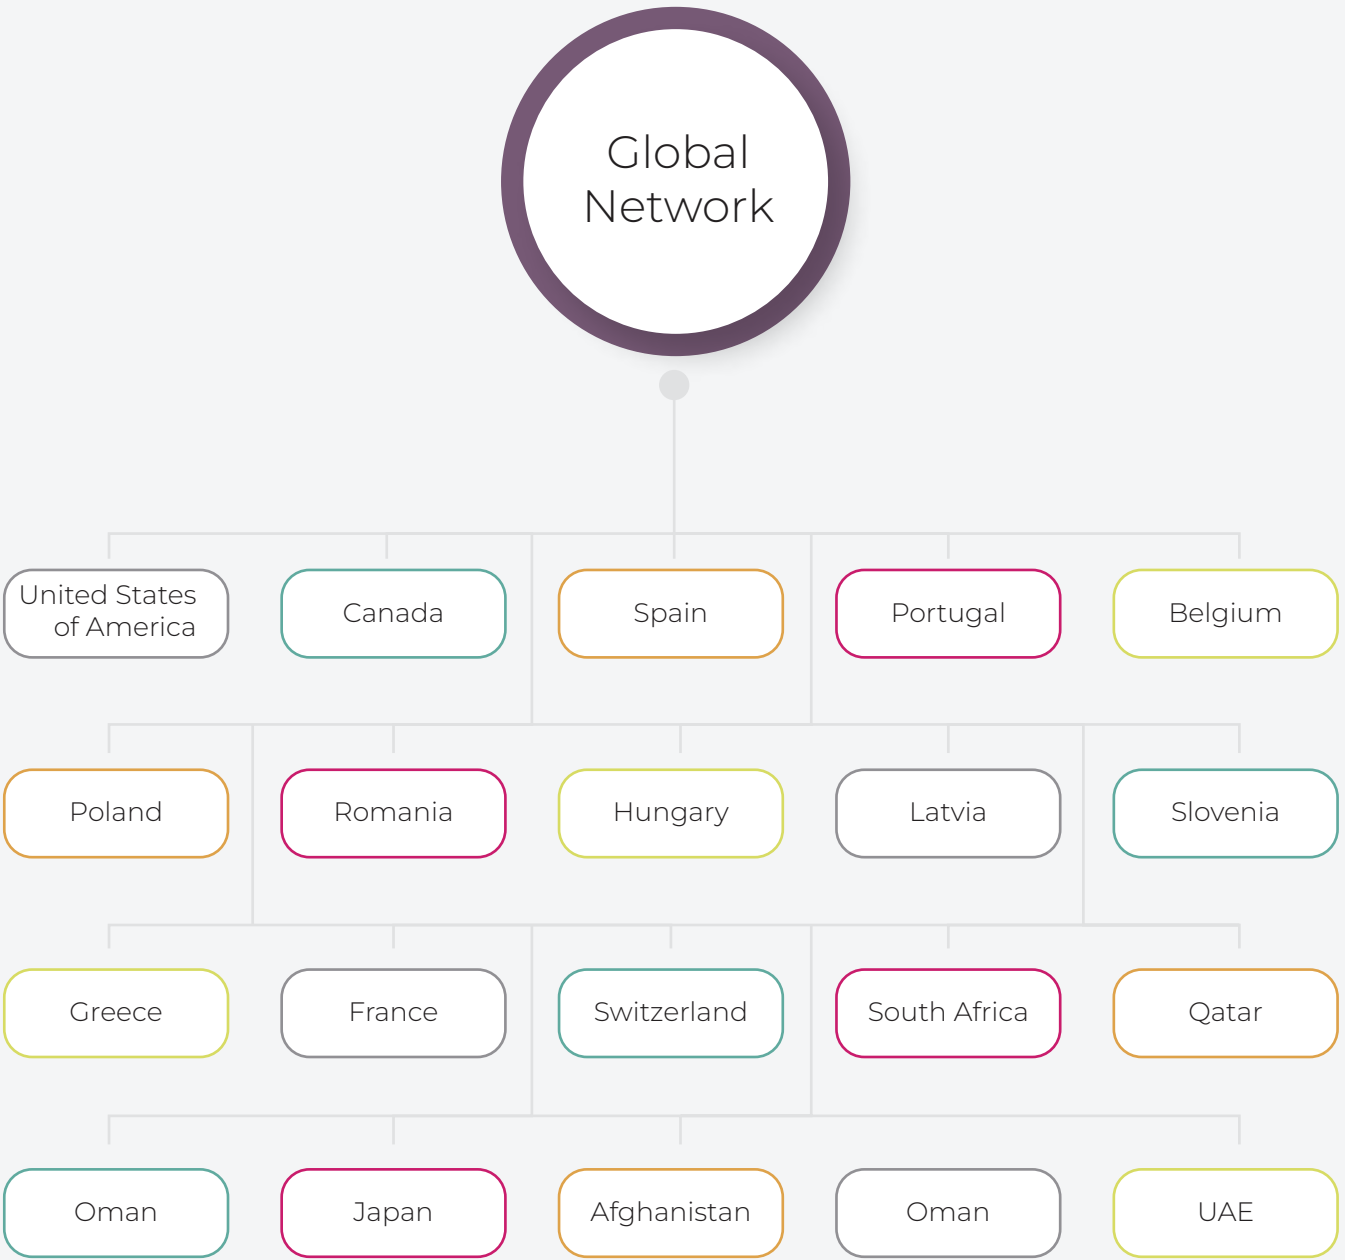 Global
Network
United States
of America
Canada
Spain
Portugal
Belgium
Poland
Romania
Hungary
Latvia
Slovenia
Greece
France
Switzerland
South Africa
Qatar
Oman
Japan
Afghanistan
Oman
UAE